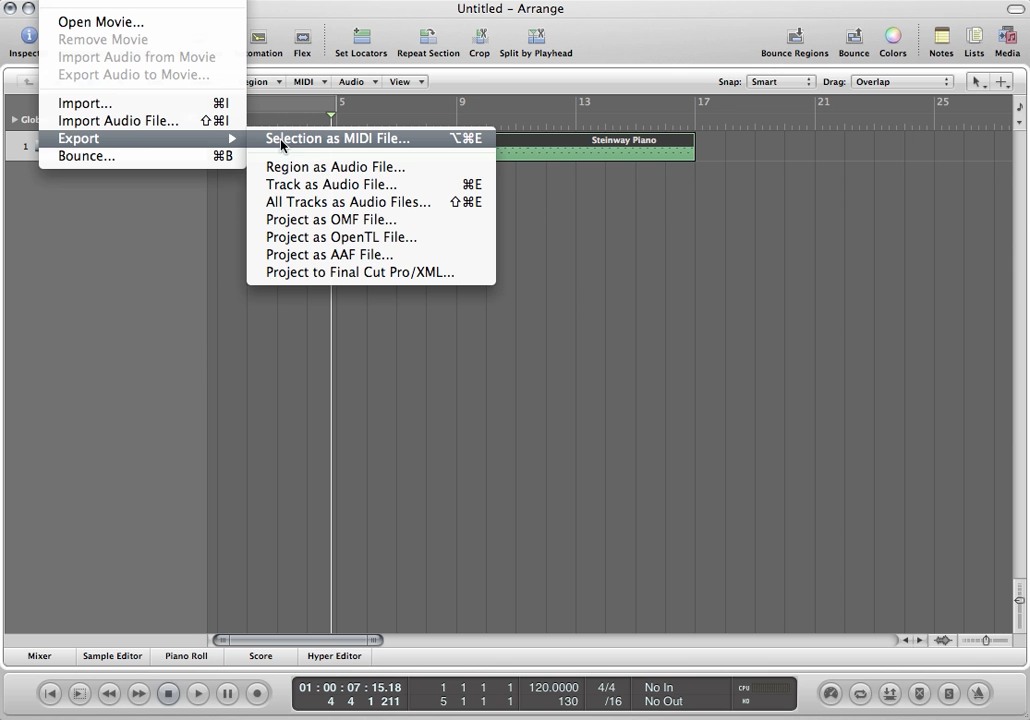 Untitled – Arrange
Open Movie...
Remove Movie
Import Audio from Movie
Export Audio to Movie...
Import... ⌘I
Import Audio File... ⇧⌘I
Export
Bounce... ⌘B
Selection as MIDI File... ⌥⌘E
Region as Audio File...
Track as Audio File... ⌘E
All Tracks as Audio Files... ⇧⌘E
Project as OMF File...
Project as OpenTL File...
Project as AAF File...
Project to Final Cut Pro/XML...
Flex Set Locators Repeat Section Crop Split by Playhead Bounce Regions Bounce Colors Notes Lists Media
MIDI Audio View Snap: Smart Drag: Overlap
5 9 13 17 21 25
1 Steinway Piano
Mixer Sample Editor Piano Roll Score Hyper Editor
01 : 00 : 07 : 15.18 1 1 1 1 120.0000 4/4 No In CPU
4 4 1 211 5 1 1 1 130 /16 No Out HD